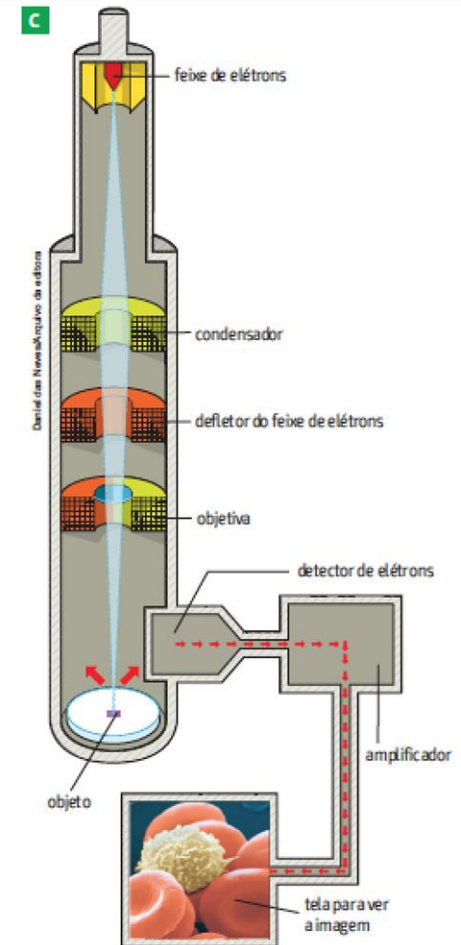 C
feixe de elétrons
Daniel das Neves/Arquivo da editora
condensador
defletor do feixe de elétrons
objetiva
detector de elétrons
amplificador
objeto
tela para ver
a imagem